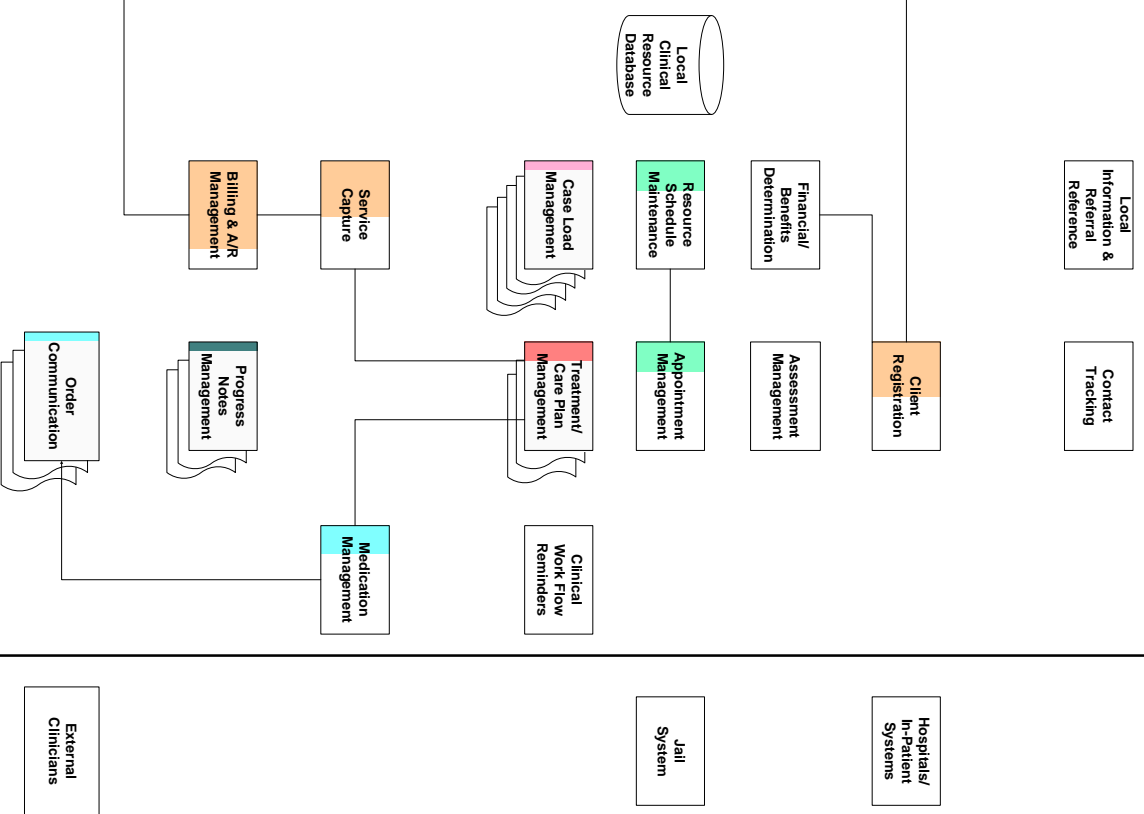 Local
Information &
Referral
Reference
Contact
Tracking
Client
Registration
Hospitals/
In-Patient
Systems
Financial/
Benefits
Determination
Assessment
Management
Local
Clinical
Resource
Database
Resource
Schedule
Maintenance
Appointment
Management
Jail
System
Case Load
Management
Treatment/
Care Plan
Management
Clinical
Work Flow
Reminders
Service
Capture
Medication
Management
Billing & A/R
Management
Progress
Notes
Management
Order
Communication
External
Clinicians